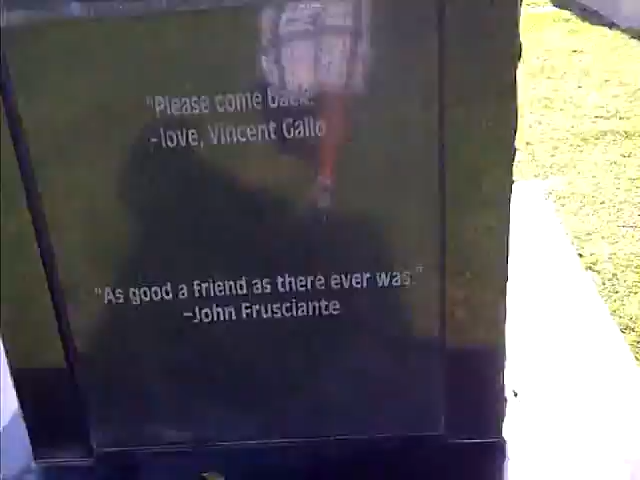 "Please come back."
-love, Vincent Gallo
"As good a friend as there ever was."
-John Frusciante